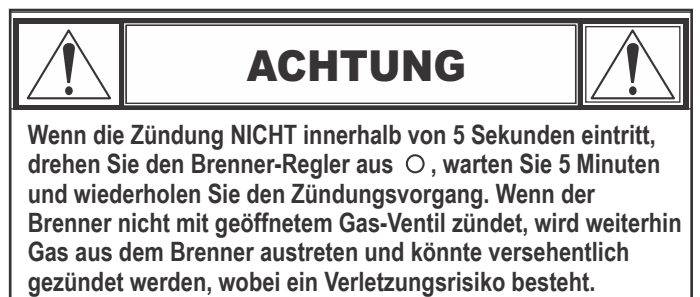 ACHTUNG
Wenn die Zündung NICHT innerhalb von 5 Sekunden eintritt,
drehen Sie den Brenner-Regler aus ○ , warten Sie 5 Minuten
und wiederholen Sie den Zündungsvorgang. Wenn der
Brenner nicht mit geöffnetem Gas-Ventil zündet, wird weiterhin
Gas aus dem Brenner austreten und könnte versehentlich
gezündet werden, wobei ein Verletzungsrisiko besteht.